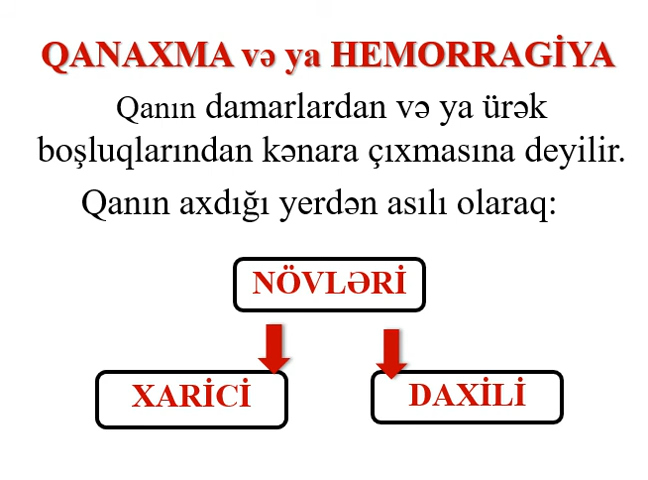 QANAXMA və ya HEMORRAGİYA
Qanın damarlardan və ya ürək
boşluqlarından kənara çıxmasına deyilir.
Qanın axdığı yerdən asılı olaraq:
NÖVLƏRİ
XARİCİ
DAXİLİ